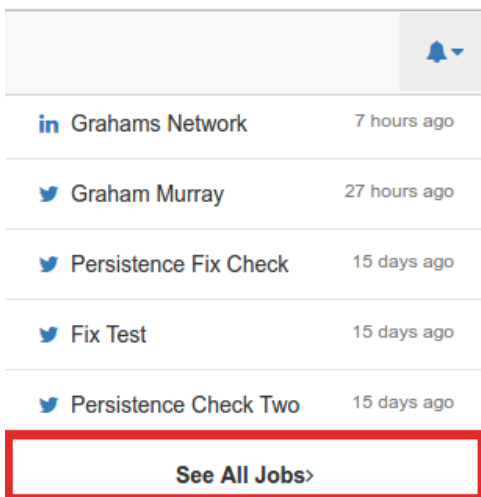 in Grahams Network 7 hours ago
Graham Murray 27 hours ago
Persistence Fix Check 15 days ago
Fix Test 15 days ago
Persistence Check Two 15 days ago
See All Jobs>